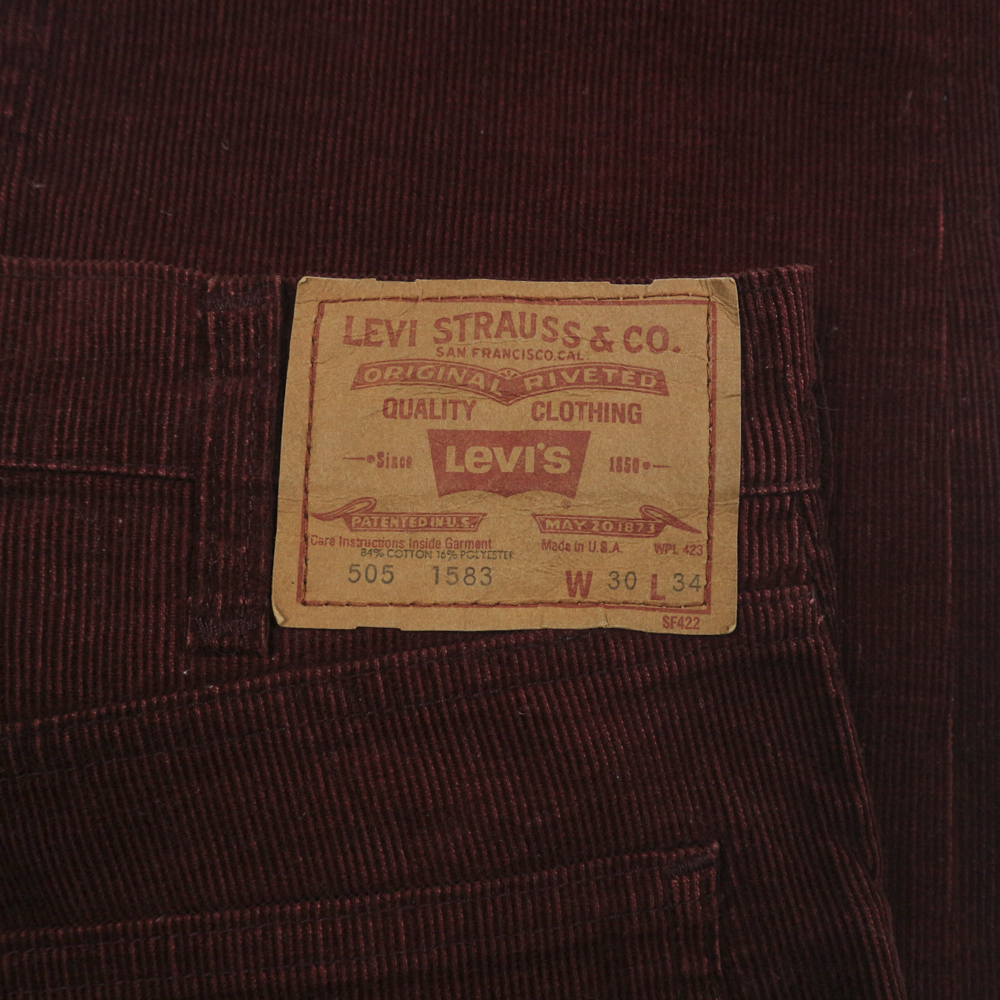 LEVI STRAUSS & CO.
SAN FRANCISCO, CAL.
ORIGINAL RIVETED
QUALITY CLOTHING
Since LEVI'S 1850
®
PATENTED IN U.S. MAY 20 1873
Care Instructions Inside Garment Made in U.S.A. WPL 423
84% COTTON 16% POLYESTER
505 1583 W 30 L 34
SF422